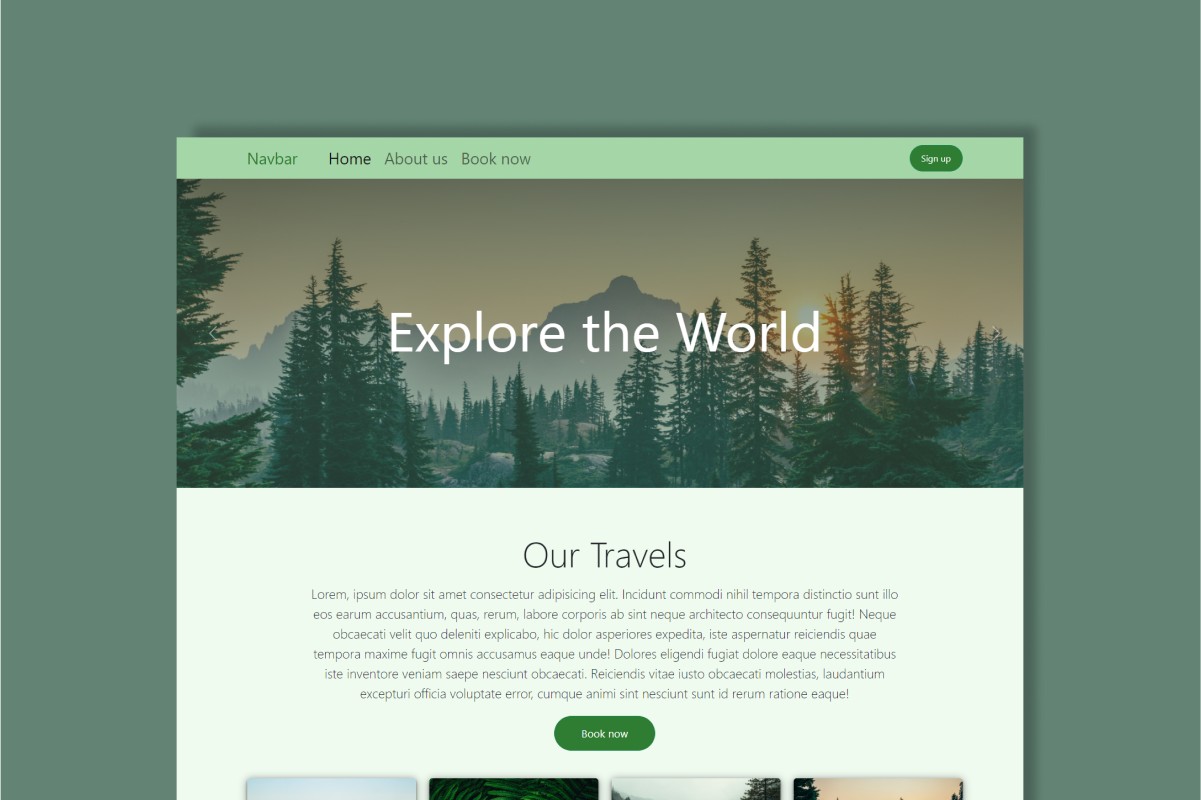 Navbar Home About us Book now Sign up
Explore the World
Our Travels
Lorem, ipsum dolor sit amet consectetur adipisicing elit. Incidunt commodi nihil tempora distinctio sunt illo
eos earum accusantium, quas, rerum, labore corporis ab sint neque architecto consequuntur fugit! Neque
obcaecati velit quo deleniti explicabo, hic dolor asperiores expedita, iste aspernatur reiciendis quae
tempora maxime fugit omnis accusamus eaque unde! Dolores eligendi fugiat dolore eaque necessitatibus
iste inventore veniam saepe nesciunt obcaecati. Reiciendis vitae iusto obcaecati molestias, laudantium
excepturi officia voluptate error, cumque animi sint nesciunt sunt id rerum ratione eaque!
Book now